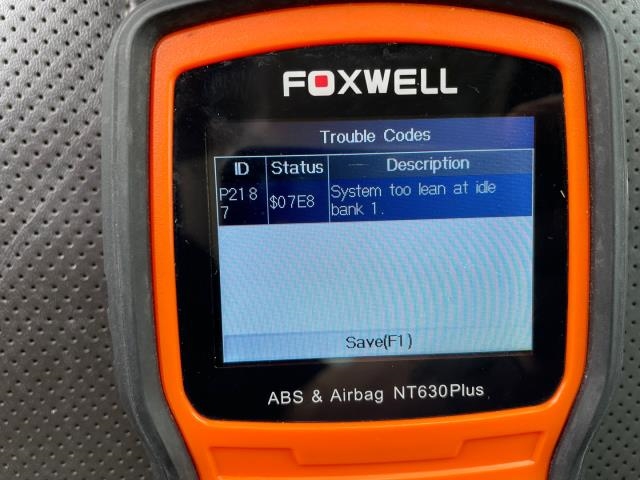 FOXWELL
Trouble Codes
ID Status Description
P218 $07E8 System too lean at idle
7 bank 1.
Save(F1)
ABS & Airbag NT630Plus